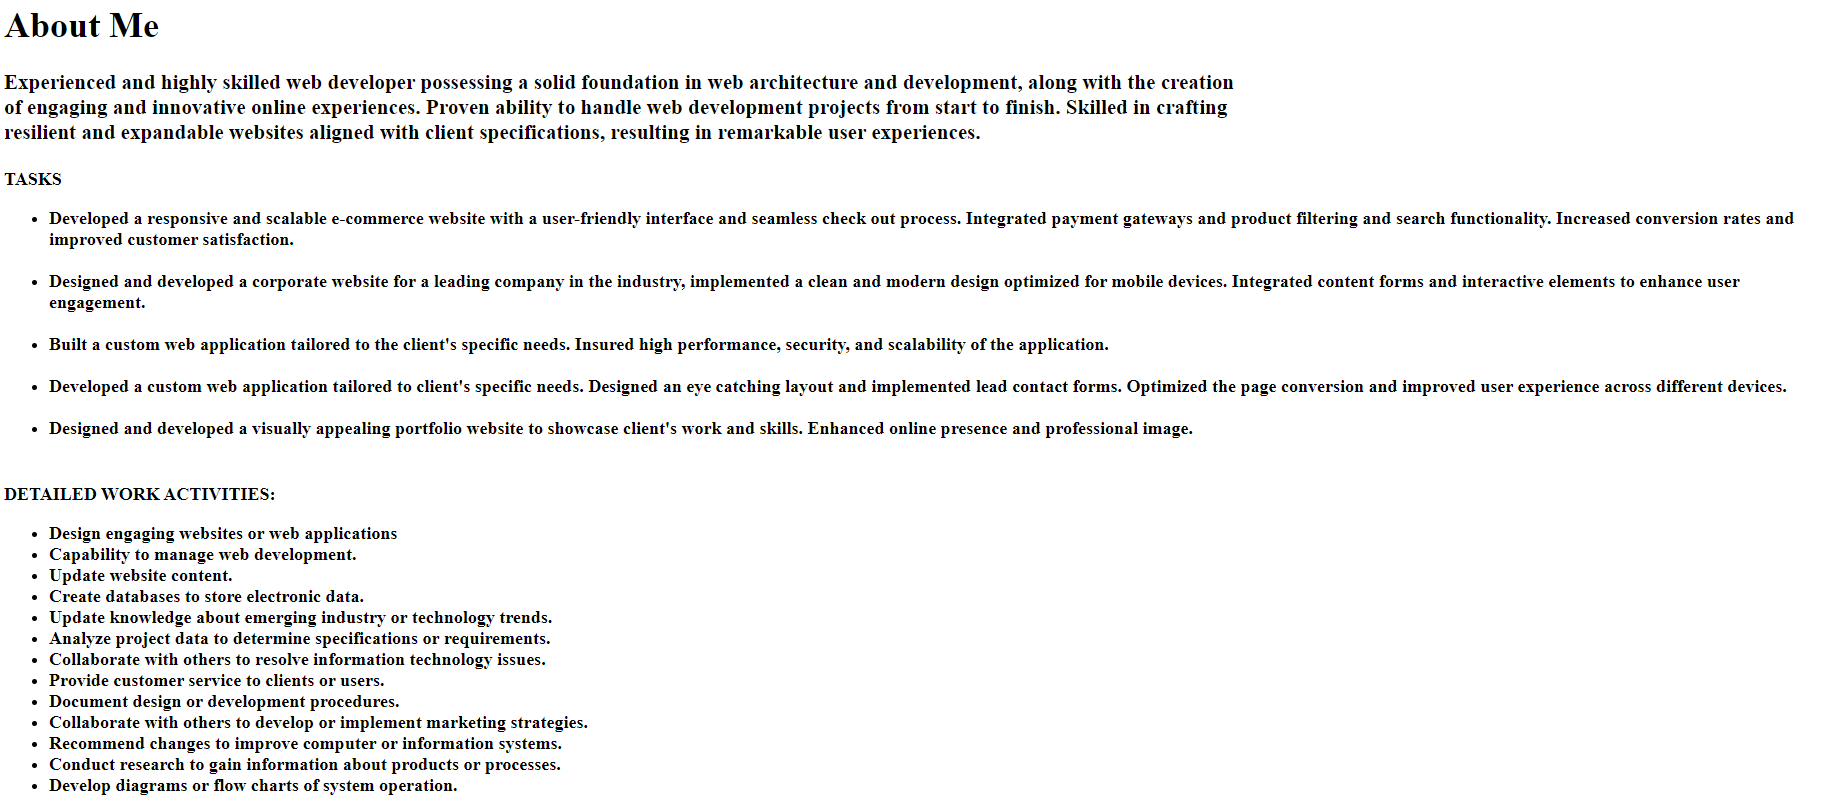 About Me
Experienced and highly skilled web developer possessing a solid foundation in web architecture and development, along with the creation
of engaging and innovative online experiences. Proven ability to handle web development projects from start to finish. Skilled in crafting
resilient and expandable websites aligned with client specifications, resulting in remarkable user experiences.
TASKS
• Developed a responsive and scalable e-commerce website with a user-friendly interface and seamless check out process. Integrated payment gateways and product filtering and search functionality. Increased conversion rates and
improved customer satisfaction.
• Designed and developed a corporate website for a leading company in the industry, implemented a clean and modern design optimized for mobile devices. Integrated content forms and interactive elements to enhance user
engagement.
• Built a custom web application tailored to the client's specific needs. Insured high performance, security, and scalability of the application.
• Developed a custom web application tailored to client's specific needs. Designed an eye catching layout and implemented lead contact forms. Optimized the page conversion and improved user experience across different devices.
• Designed and developed a visually appealing portfolio website to showcase client's work and skills. Enhanced online presence and professional image.
DETAILED WORK ACTIVITIES:
• Design engaging websites or web applications
• Capability to manage web development.
• Update website content.
• Create databases to store electronic data.
• Update knowledge about emerging industry or technology trends.
• Analyze project data to determine specifications or requirements.
• Collaborate with others to resolve information technology issues.
• Provide customer service to clients or users.
• Document design or development procedures.
• Collaborate with others to develop or implement marketing strategies.
• Recommend changes to improve computer or information systems.
• Conduct research to gain information about products or processes.
• Develop diagrams or flow charts of system operation.